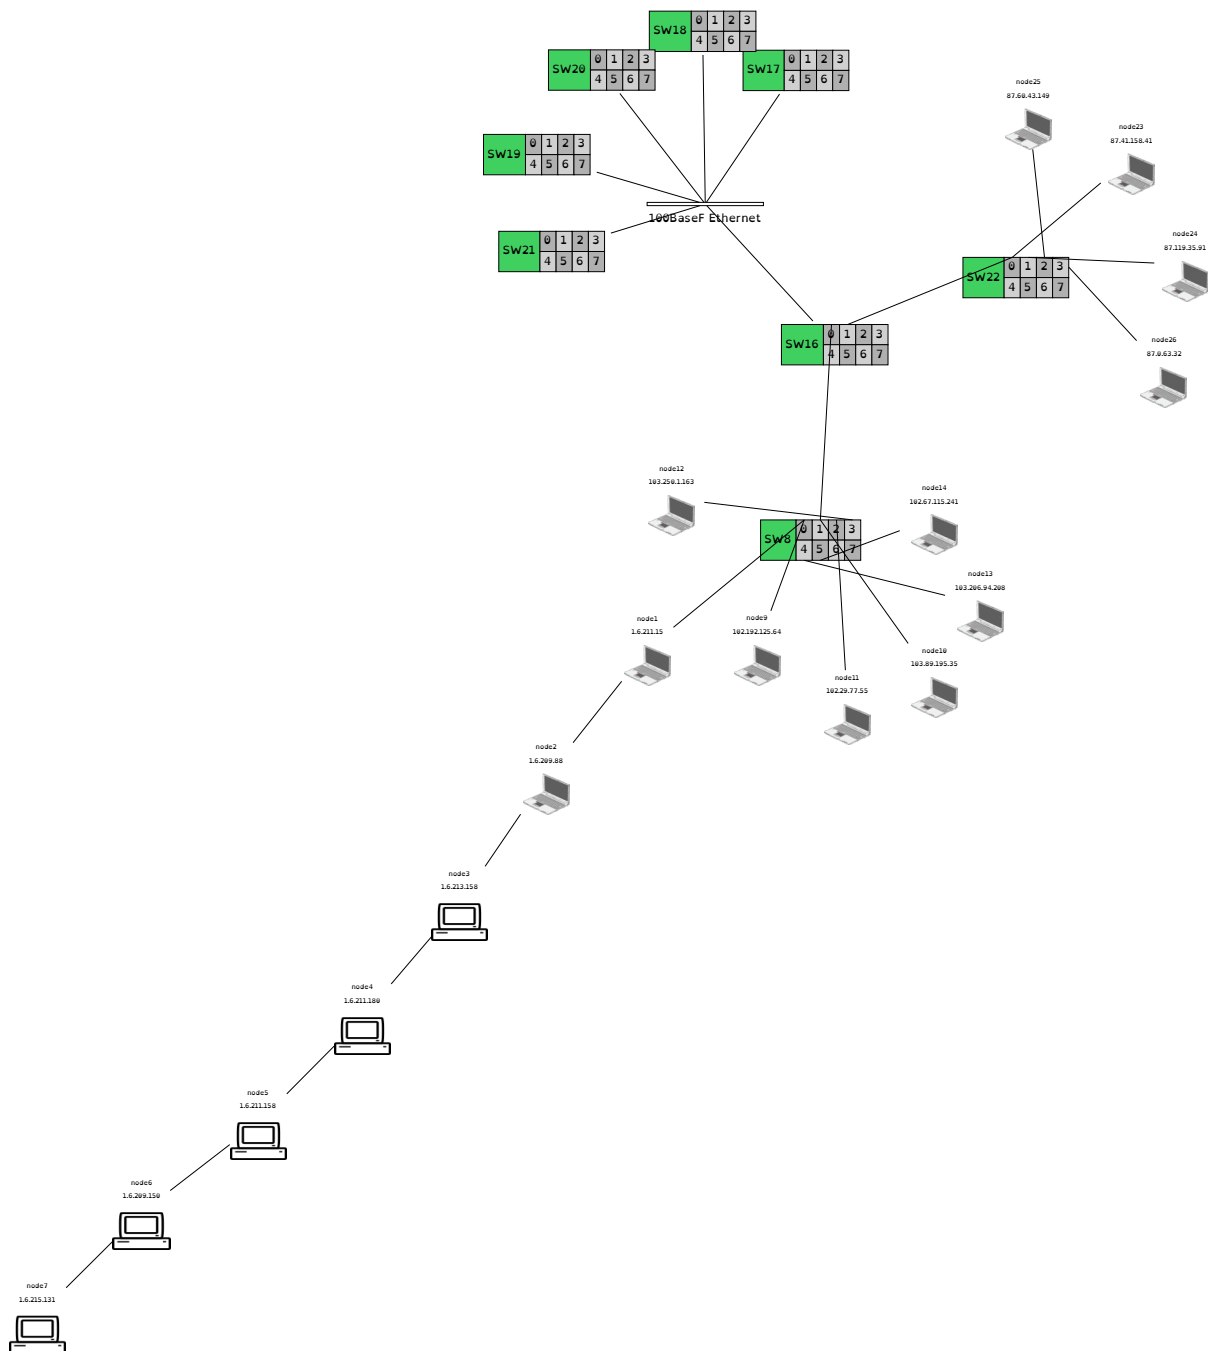 SW18 0 1 2 3
4 5 6 7
SW20 0 1 2 3
4 5 6 7
SW17 0 1 2 3
4 5 6 7
node25
87.60.43.149
node23
87.41.158.41
SW19 0 1 2 3
4 5 6 7
100BaseF Ethernet
SW21 0 1 2 3
4 5 6 7
node24
87.119.35.91
SW22 0 1 2 3
4 5 6 7
SW16 0 1 2 3
4 5 6 7
node26
87.0.63.32
node12
103.250.1.163
node14
102.67.115.241
SW8 0 1 2 3
4 5 6 7
node13
103.206.94.208
node1
1.6.211.15
node9
102.192.125.64
node10
103.89.195.35
node11
102.29.77.55
node2
1.6.209.88
node3
1.6.213.158
node4
1.6.211.180
node5
1.6.211.158
node6
1.6.209.150
node7
1.6.215.131